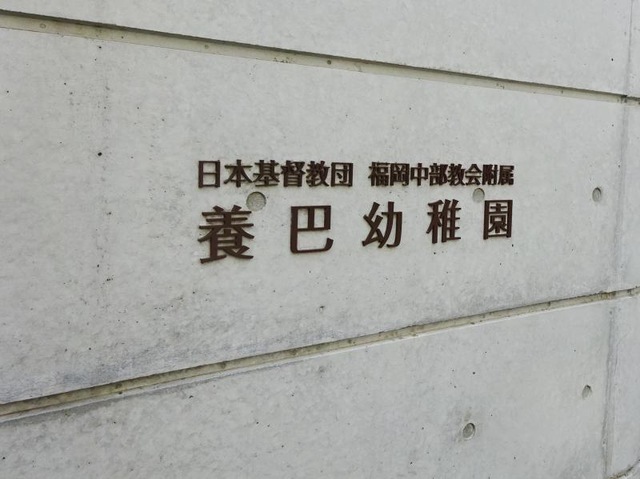 日本基督教団 福岡中部教会附属
養巴幼稚園